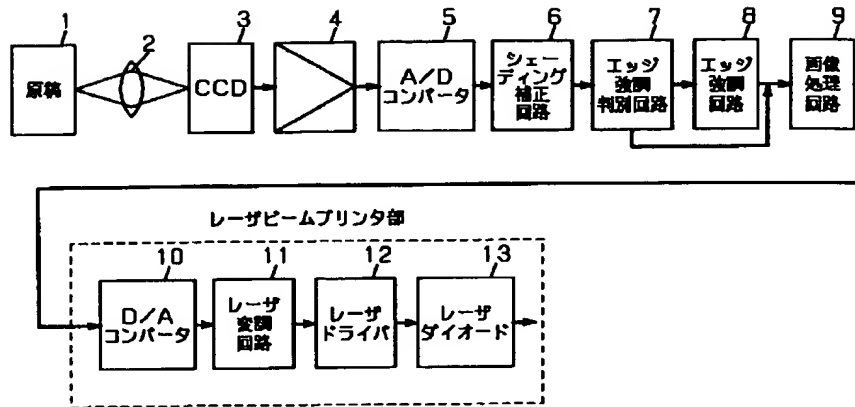 1
2
3
4
5
6
7
8
9
原稿
CCD
A/D
コンバータ
シェー
ディング
補正
回路
エッジ
強調
判別回路
エッジ
強調
回路
画像
処理
回路
レーザビームプリンタ部
10
11
12
13
D/A
コンバータ
レーザ
変調
回路
レーザ
ドライバ
レーザ
ダイオード